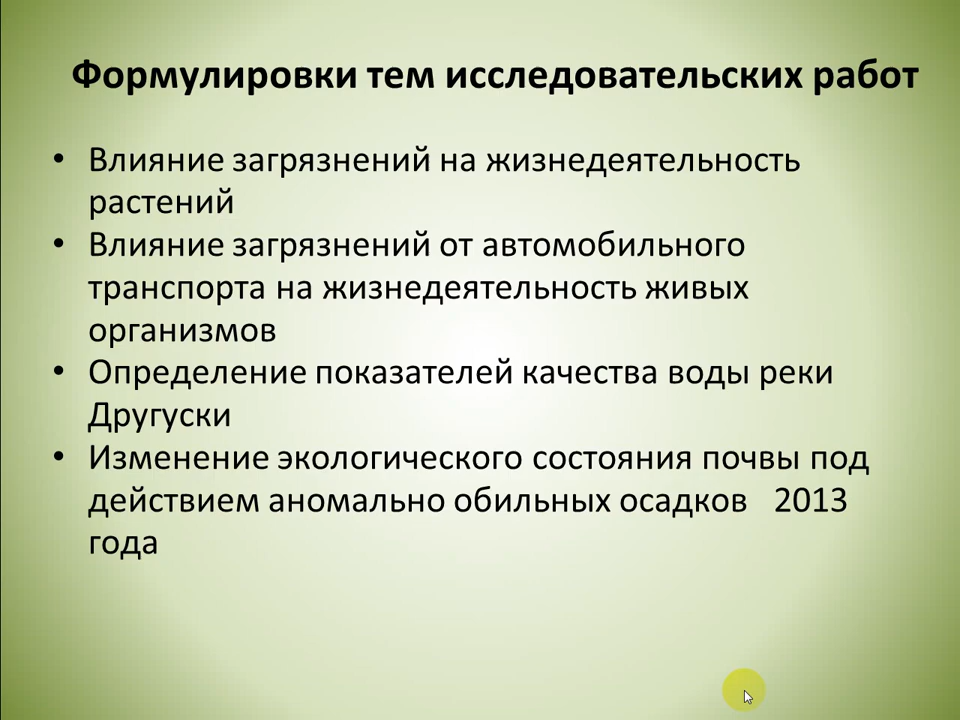 Формулировки тем исследовательских работ
• Влияние загрязнений на жизнедеятельность
растений
• Влияние загрязнений от автомобильного
транспорта на жизнедеятельность живых
организмов
• Определение показателей качества воды реки
Другуски
• Изменение экологического состояния почвы под
действием аномально обильных осадков 2013
года